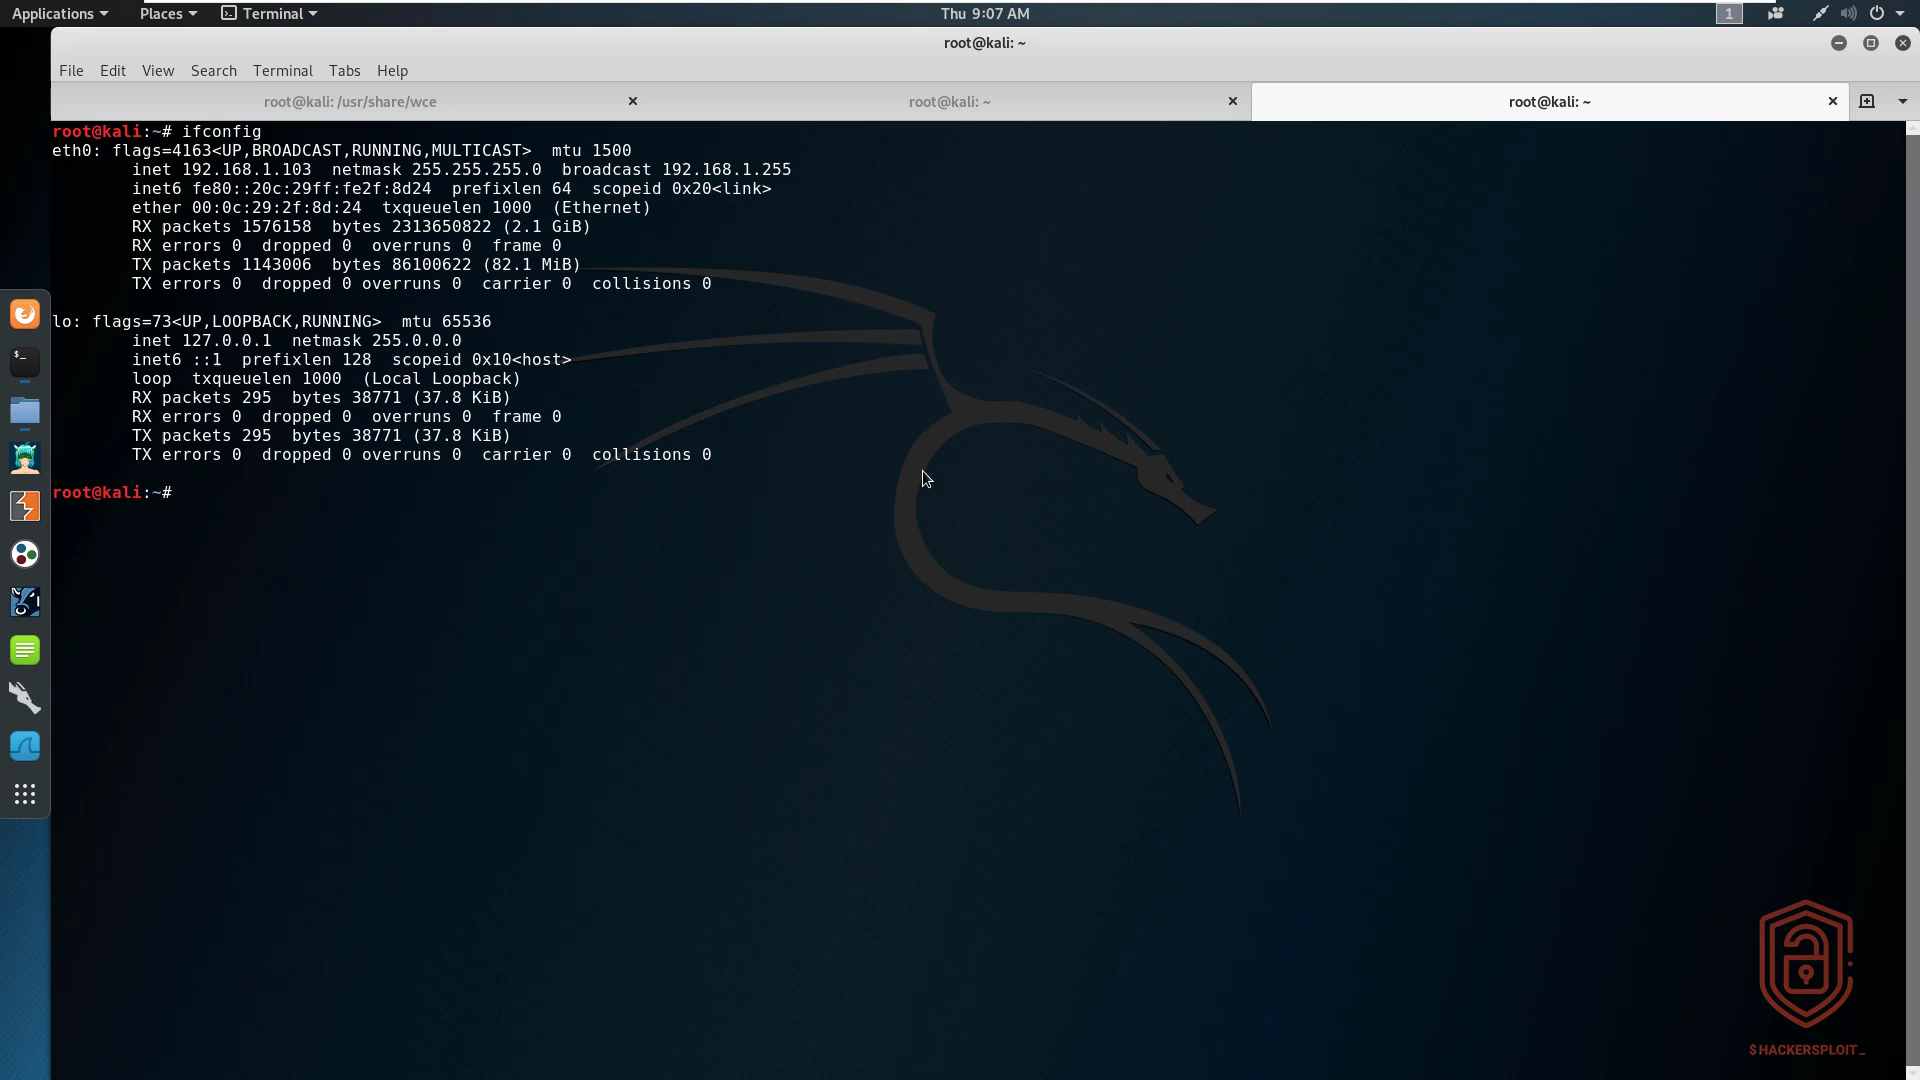 Applications Places Terminal Thu 9:07 AM 1
root@kali: ~
File Edit View Search Terminal Tabs Help
root@kali: /usr/share/wce root@kali: ~ root@kali: ~
root@kali:~# ifconfig
eth0: flags=4163<UP,BROADCAST,RUNNING,MULTICAST>  mtu 1500
        inet 192.168.1.103  netmask 255.255.255.0  broadcast 192.168.1.255
        inet6 fe80::20c:29ff:fe2f:8d24  prefixlen 64  scopeid 0x20<link>
        ether 00:0c:29:2f:8d:24  txqueuelen 1000  (Ethernet)
        RX packets 1576158  bytes 2313650822 (2.1 GiB)
        RX errors 0  dropped 0  overruns 0  frame 0
        TX packets 1143006  bytes 86100622 (82.1 MiB)
        TX errors 0  dropped 0 overruns 0  carrier 0  collisions 0
lo: flags=73<UP,LOOPBACK,RUNNING>  mtu 65536
        inet 127.0.0.1  netmask 255.0.0.0
        inet6 ::1  prefixlen 128  scopeid 0x10<host>
        loop  txqueuelen 1000  (Local Loopback)
        RX packets 295  bytes 38771 (37.8 KiB)
        RX errors 0  dropped 0  overruns 0  frame 0
        TX packets 295  bytes 38771 (37.8 KiB)
        TX errors 0  dropped 0 overruns 0  carrier 0  collisions 0
root@kali:~#
$HACKERSPLOIT_